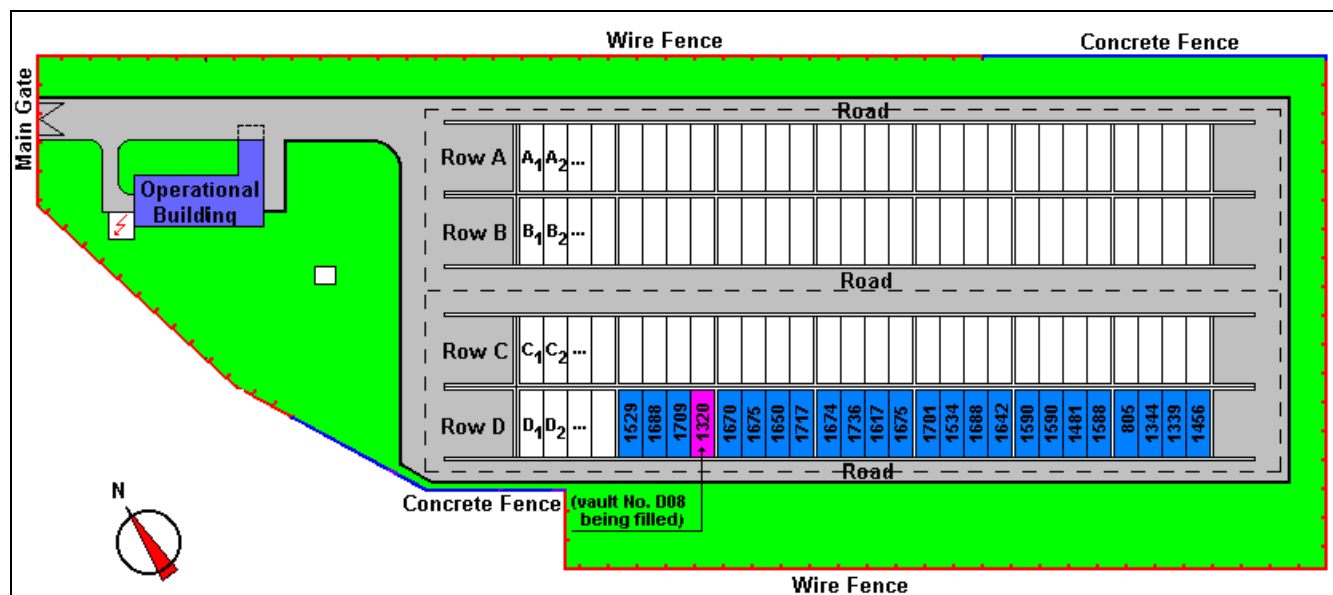 Wire Fence
Concrete Fence
Main Gate
Road
Row A
A1 A2 ...
Operational
Building
Row B
B1 B2 ...
Road
Row C
C1 C2 ...
Row D
D1 D2 ...
1529 1688 1709 1320 1670 1675 1650 1717 1674 1736 1617 1675 1701 1534 1688 1642 1590 1590 1481 1588 805 1344 1339 1456
Road
Concrete Fence
(vault No. D08
being filled)
N
Wire Fence